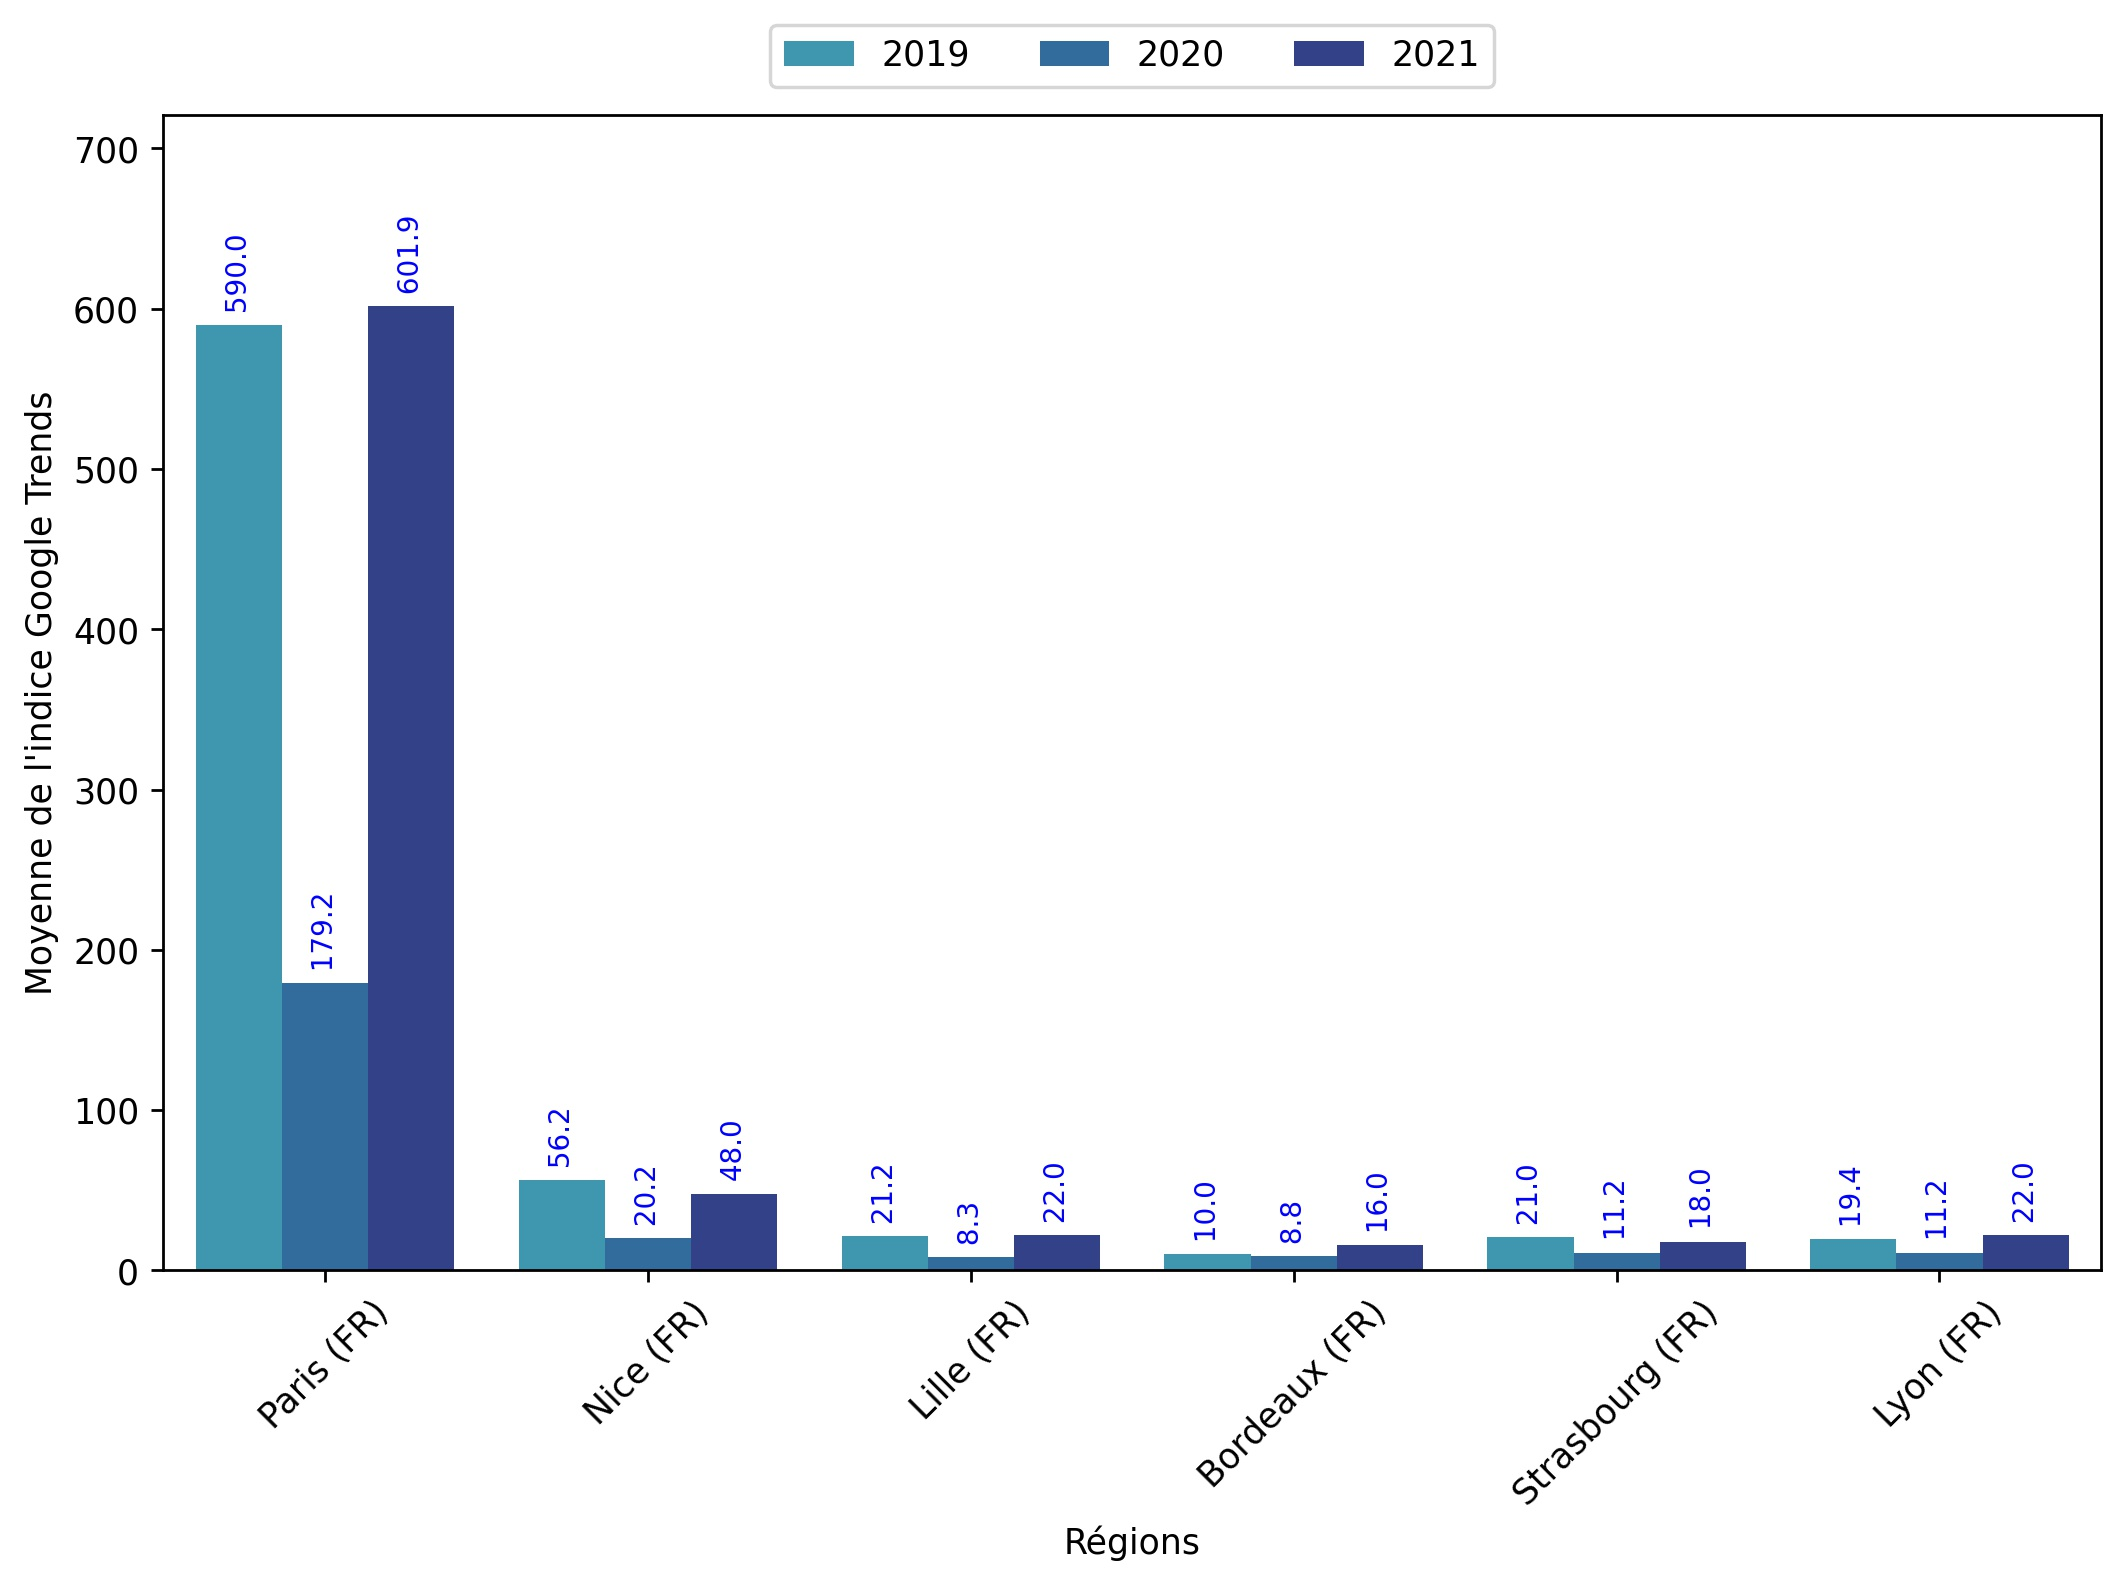 2019 2020 2021
Moyenne de l'indice Google Trends
700
600
500
400
300
200
100
0
590.0
179.2
601.9
56.2
20.2
48.0
21.2
8.3
22.0
10.0
8.8
16.0
21.0
11.2
18.0
19.4
11.2
22.0
Paris (FR)
Nice (FR)
Lille (FR)
Bordeaux (FR)
Strasbourg (FR)
Lyon (FR)
Régions